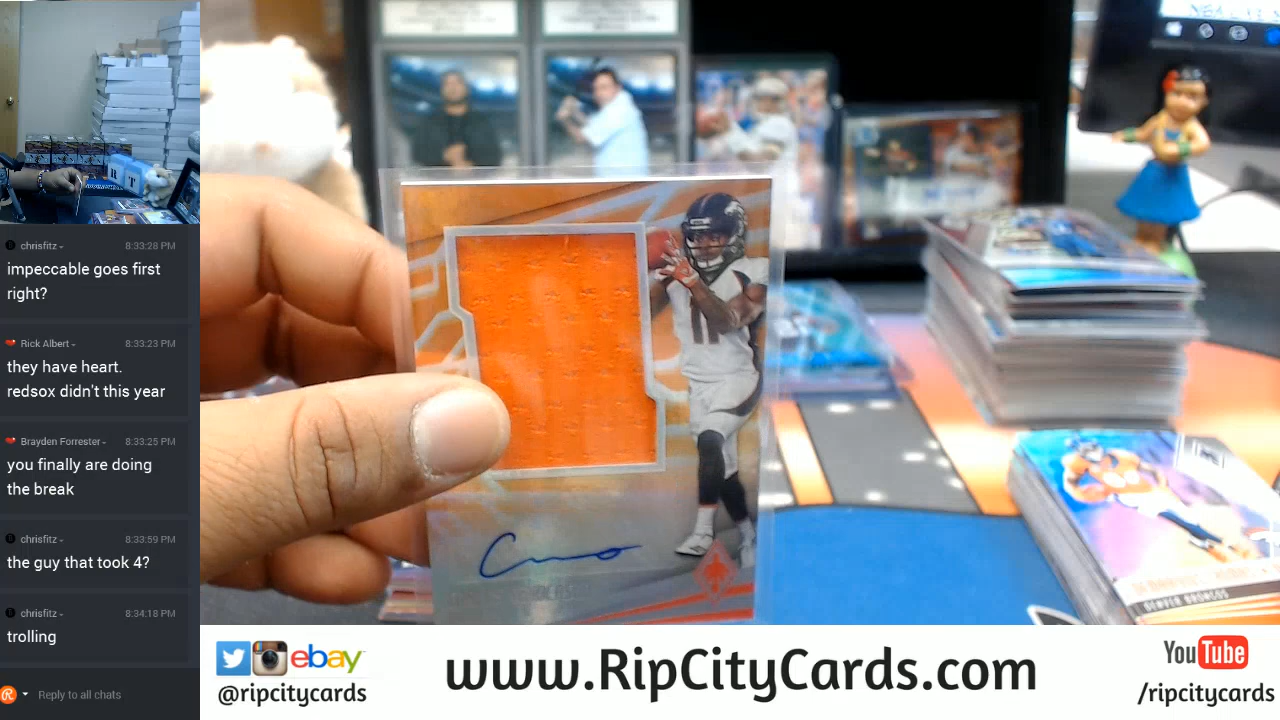 chrisfitz
8:33:28 PM
impeccable goes first
right?
Rick Albert
8:33:23 PM
they have heart.
redsox didn't this year
Brayden Forrester
8:33:25 PM
you finally are doing
the break
chrisfitz
8:33:59 PM
the guy that took 4?
chrisfitz
8:34:18 PM
trolling
Reply to all chats
R T
11
DENVER BRONCOS
ebay
@ripcitycards
www.RipCityCards.com
YouTube
/ripcitycards